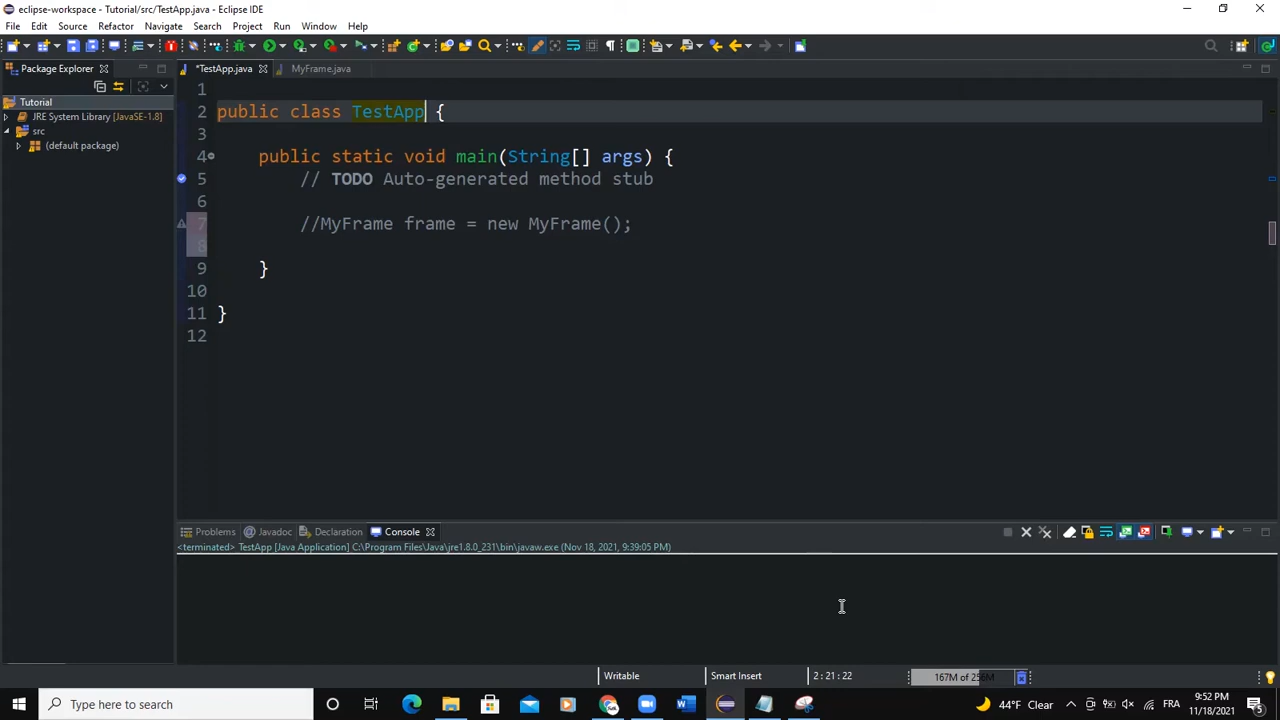 eclipse-workspace - Tutorial/src/TestApp.java - Eclipse IDE
File Edit Source Refactor Navigate Search Project Run Window Help
Package Explorer
*TestApp.java
MyFrame.java
Tutorial
JRE System Library [JavaSE-1.8]
src
(default package)
1
2 public class TestApp {
3
4 public static void main(String[] args) {
5 // TODO Auto-generated method stub
6
7 //MyFrame frame = new MyFrame();
8
9 }
10
11 }
12
Problems @ Javadoc Declaration Console
<terminated> TestApp [Java Application] C:\Program Files\Java\jre1.8.0_231\bin\javaw.exe (Nov 18, 2021, 9:39:05 PM)
Writable Smart Insert 2 : 21 : 22 167M of 256M
Type here to search
44°F Clear
FRA
9:52 PM
11/18/2021
5